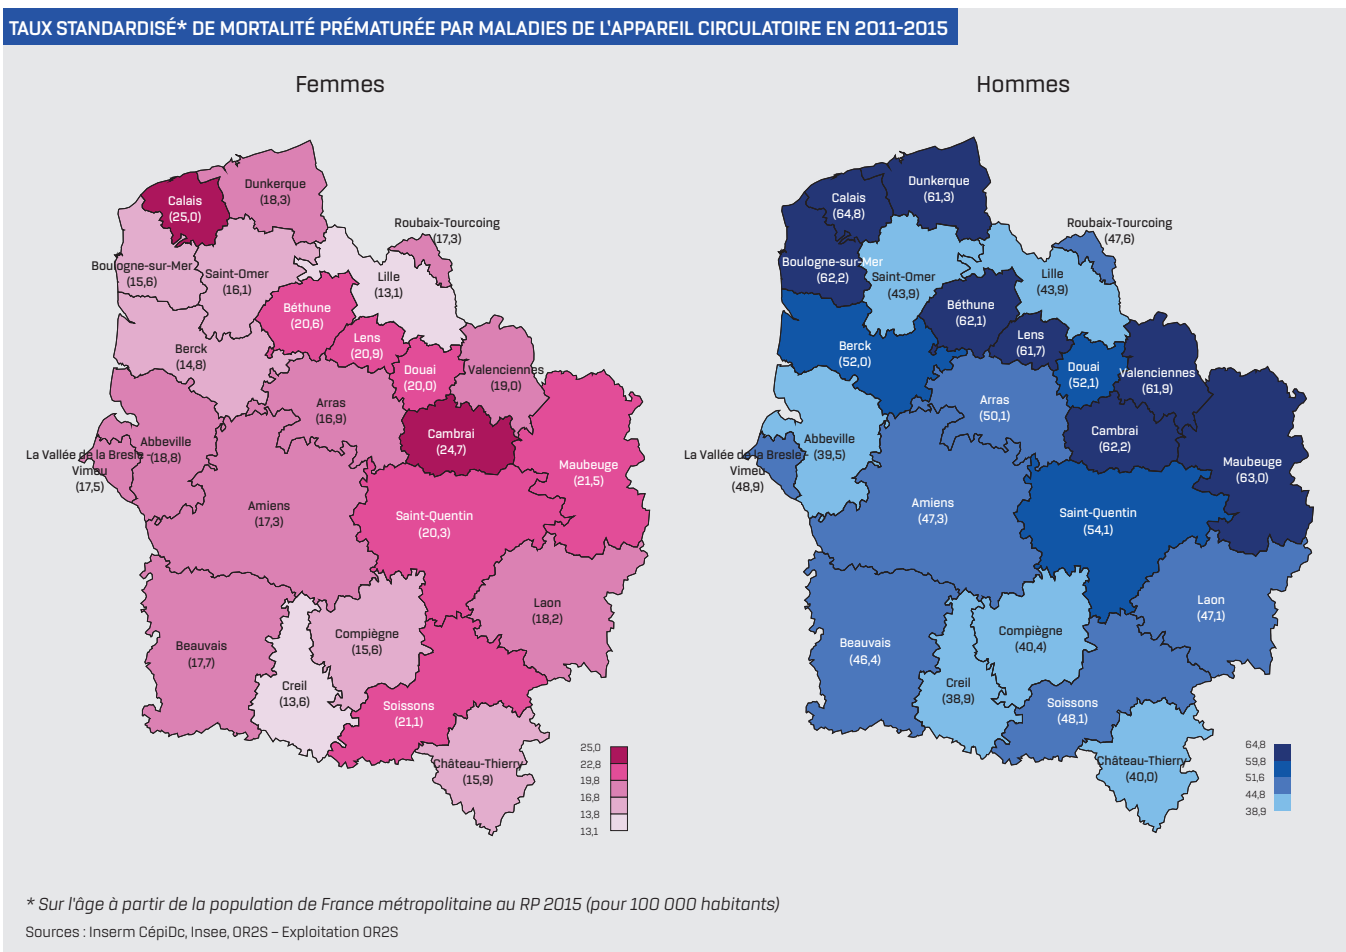 TAUX STANDARDISÉ* DE MORTALITÉ PRÉMATURÉE PAR MALADIES DE L'APPAREIL CIRCULATOIRE EN 2011-2015
Femmes
Dunkerque
(18,3)
Calais
(25,0)
Roubaix-Tourcoing
(17,3)
Boulogne-sur-Mer
(15,6)
Saint-Omer
(16,1)
Lille
(13,1)
Béthune
(20,6)
Lens
(20,9)
Berck
(14,8)
Douai
(20,0)
Valenciennes
(19,0)
Arras
(16,9)
Cambrai
(24,7)
Abbeville
(18,8)
La Vallée de la Bresle -
Vimeu
(17,5)
Maubeuge
(21,5)
Amiens
(17,3)
Saint-Quentin
(20,3)
Laon
(18,2)
Beauvais
(17,7)
Compiègne
(15,6)
Creil
(13,6)
Soissons
(21,1)
Château-Thierry
(15,9)
25,0
22,8
19,8
16,8
13,8
13,1
Hommes
Dunkerque
(61,3)
Calais
(64,8)
Roubaix-Tourcoing
(47,6)
Boulogne-sur-Mer
(62,2)
Saint-Omer
(43,9)
Lille
(43,9)
Béthune
(62,1)
Lens
(61,7)
Berck
(52,0)
Douai
(52,1)
Valenciennes
(61,9)
Arras
(50,1)
Cambrai
(62,2)
Abbeville
(39,5)
La Vallée de la Bresle -
Vimeu
(48,9)
Maubeuge
(63,0)
Amiens
(47,3)
Saint-Quentin
(54,1)
Laon
(47,1)
Beauvais
(46,4)
Compiègne
(40,4)
Creil
(38,9)
Soissons
(48,1)
Château-Thierry
(40,0)
64,8
59,8
51,6
44,8
38,9
* Sur l'âge à partir de la population de France métropolitaine au RP 2015 (pour 100 000 habitants)
Sources : Inserm CépiDc, Insee, OR2S – Exploitation OR2S